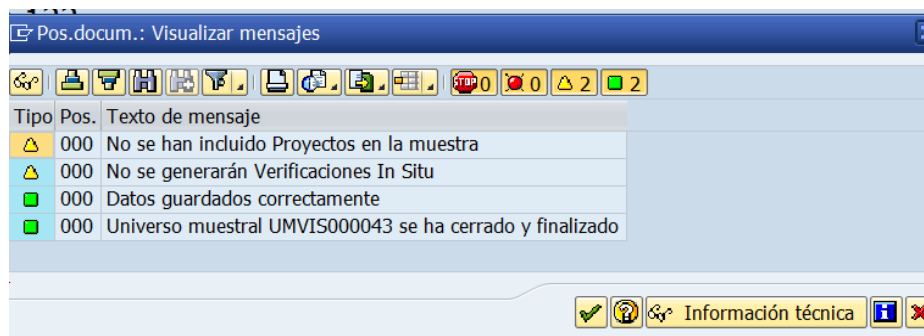 Pos.docum.: Visualizar mensajes
STOP 0 0 2 2
Tipo Pos. Texto de mensaje
000 No se han incluido Proyectos en la muestra
000 No se generarán Verificaciones In Situ
000 Datos guardados correctamente
000 Universo muestral UMVIS000043 se ha cerrado y finalizado
Información técnica